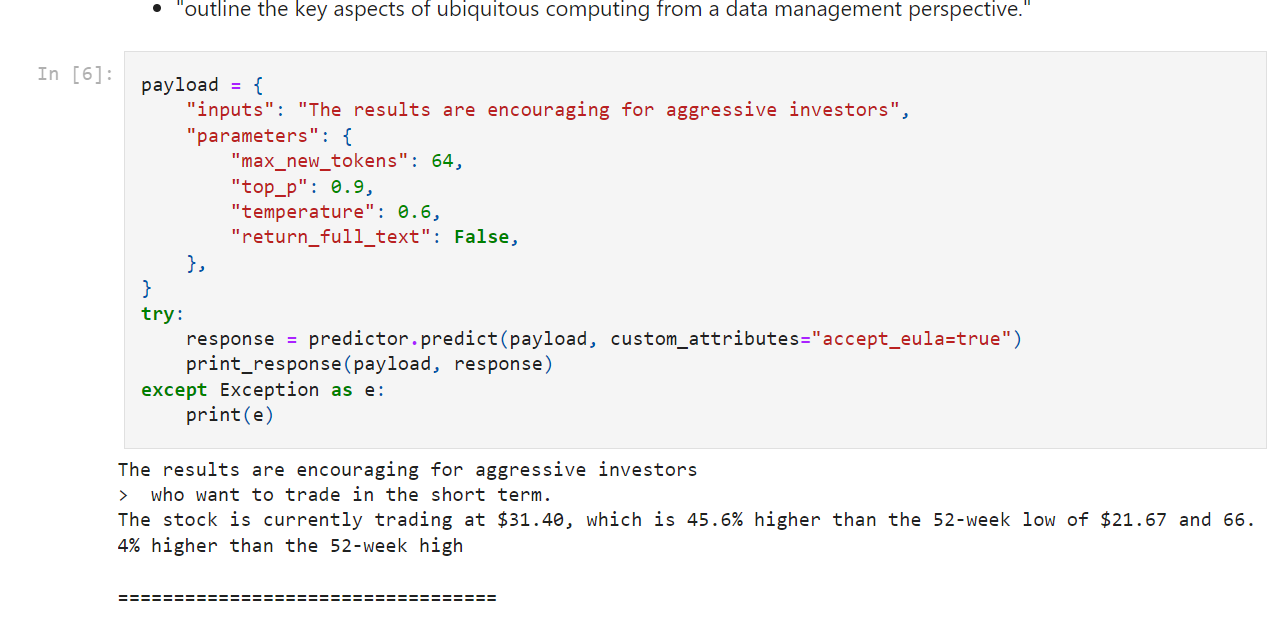 • "outline the key aspects of ubiquitous computing from a data management perspective."
In [6]:
payload = {
    "inputs": "The results are encouraging for aggressive investors",
    "parameters": {
        "max_new_tokens": 64,
        "top_p": 0.9,
        "temperature": 0.6,
        "return_full_text": False,
    },
}
try:
    response = predictor.predict(payload, custom_attributes="accept_eula=true")
    print_response(payload, response)
except Exception as e:
    print(e)
The results are encouraging for aggressive investors
>  who want to trade in the short term.
The stock is currently trading at $31.40, which is 45.6% higher than the 52-week low of $21.67 and 66.
4% higher than the 52-week high
==================================